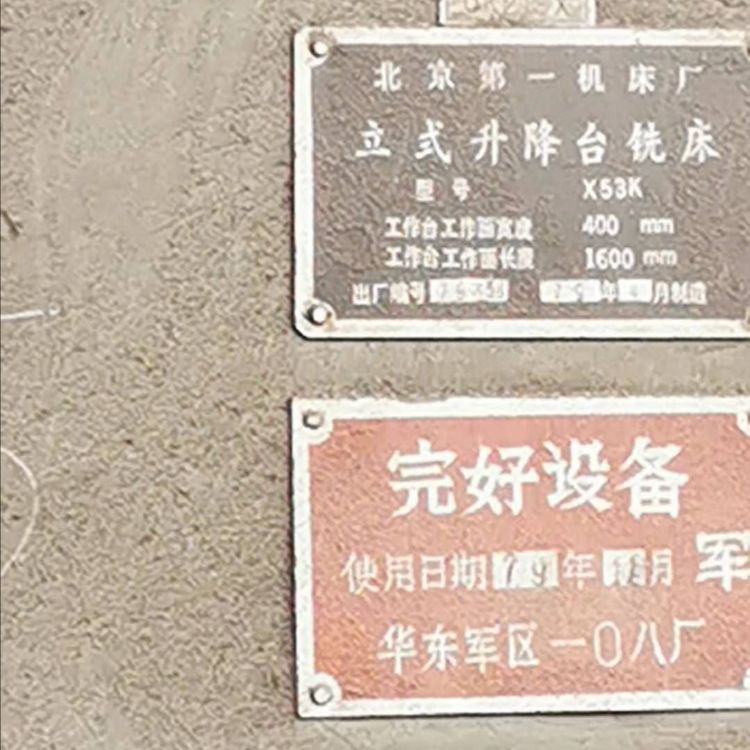 北京第一机床厂
立式升降台铣床
型号 X53K
工作台工作面宽度 400 mm
工作台工作面长度 1600 mm
出厂编号 年 月制造
完好设备
使用日期 79年 月
军
华东军区一〇八厂